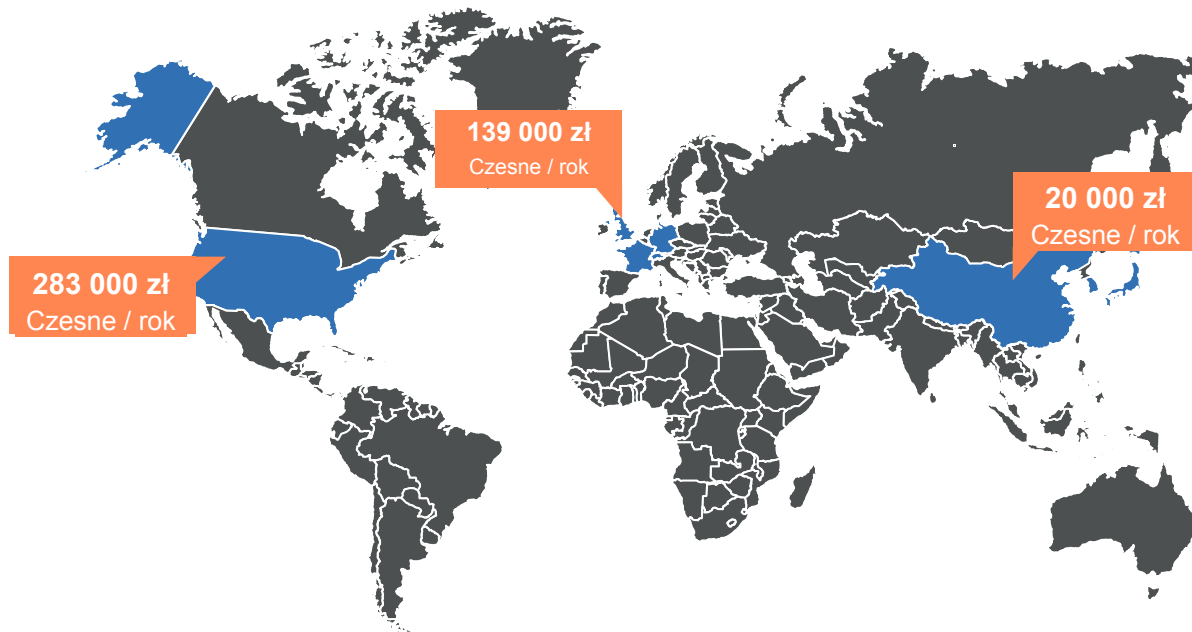 139 000 zł
Czesne / rok
20 000 zł
Czesne / rok
283 000 zł
Czesne / rok